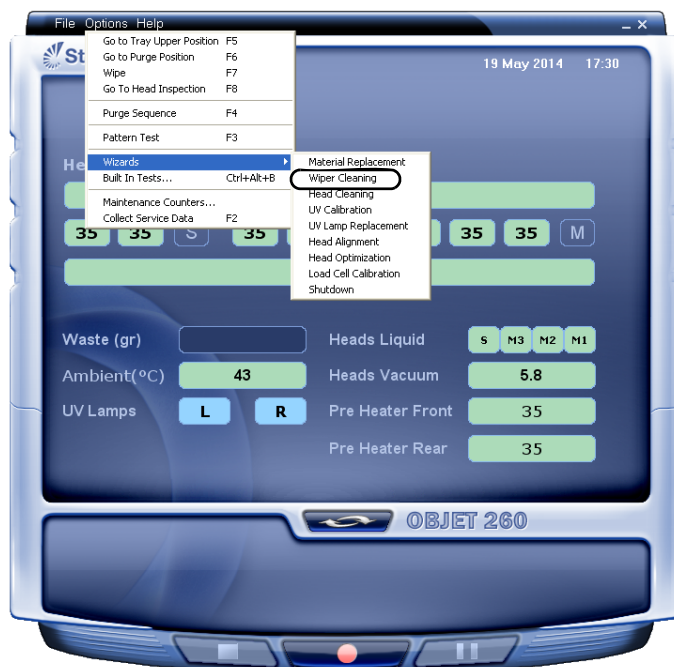 File Options Help
St
19 May 2014 17:30
Go to Tray Upper Position F5
Go to Purge Position F6
Wipe F7
Go To Head Inspection F8
Purge Sequence F4
Pattern Test F3
Wizards
Built In Tests... Ctrl+Alt+B
Maintenance Counters...
Collect Service Data F2
Material Replacement
Wiper Cleaning
Head Cleaning
UV Calibration
UV Lamp Replacement
Head Alignment
Head Optimization
Load Cell Calibration
Shutdown
He
35 35 S 35 35 35 M
Waste (gr)
Heads Liquid S M3 M2 M1
Ambient(ºC) 43
Heads Vacuum 5.8
UV Lamps L R
Pre Heater Front 35
Pre Heater Rear 35
OBJET 260